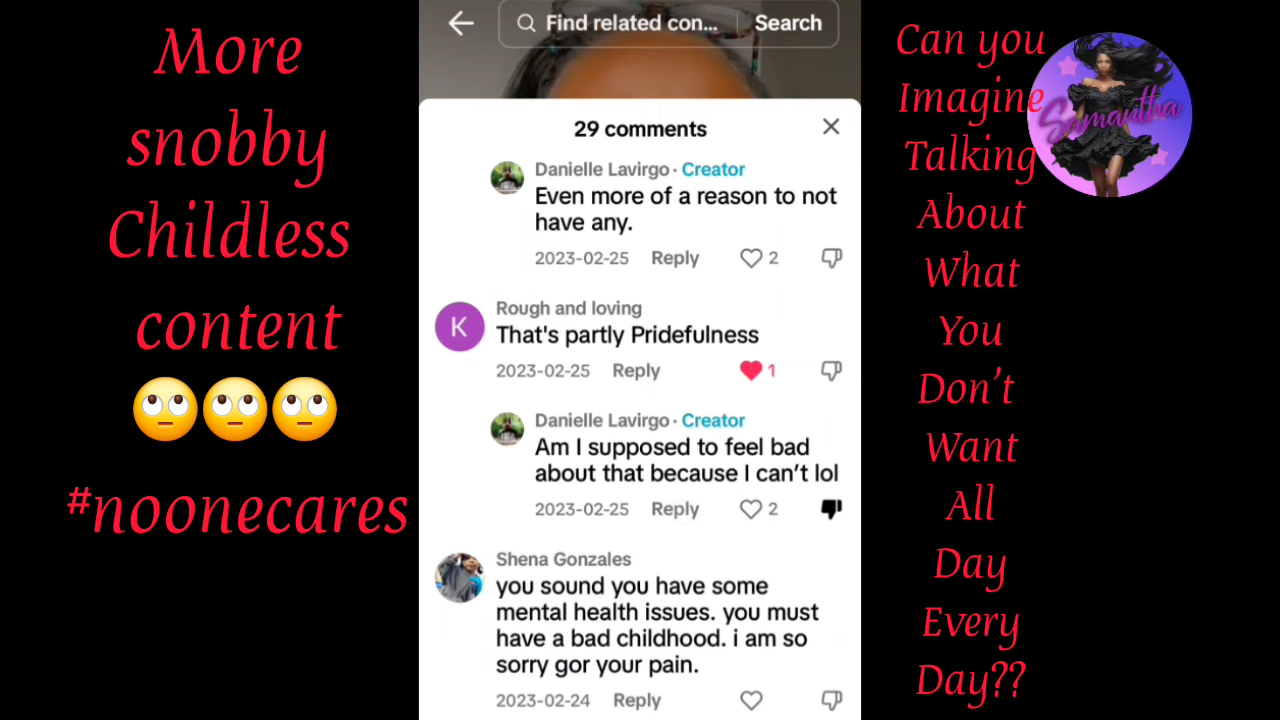 More
snobby
Childless
content
🙄🙄🙄
#noonecares
Find related con...
Search
29 comments
Danielle Lavirgo · Creator
Even more of a reason to not
have any.
2023-02-25 Reply 2
K
Rough and loving
That's partly Pridefulness
2023-02-25 Reply 1
Danielle Lavirgo · Creator
Am I supposed to feel bad
about that because I can't lol
2023-02-25 Reply 2
Shena Gonzales
you sound you have some
mental health issues. you must
have a bad childhood. i am so
sorry gor your pain.
2023-02-24 Reply
Can you
Imagine
Talking
About
What
You
Don't
Want
All
Day
Every
Day??
Samantha